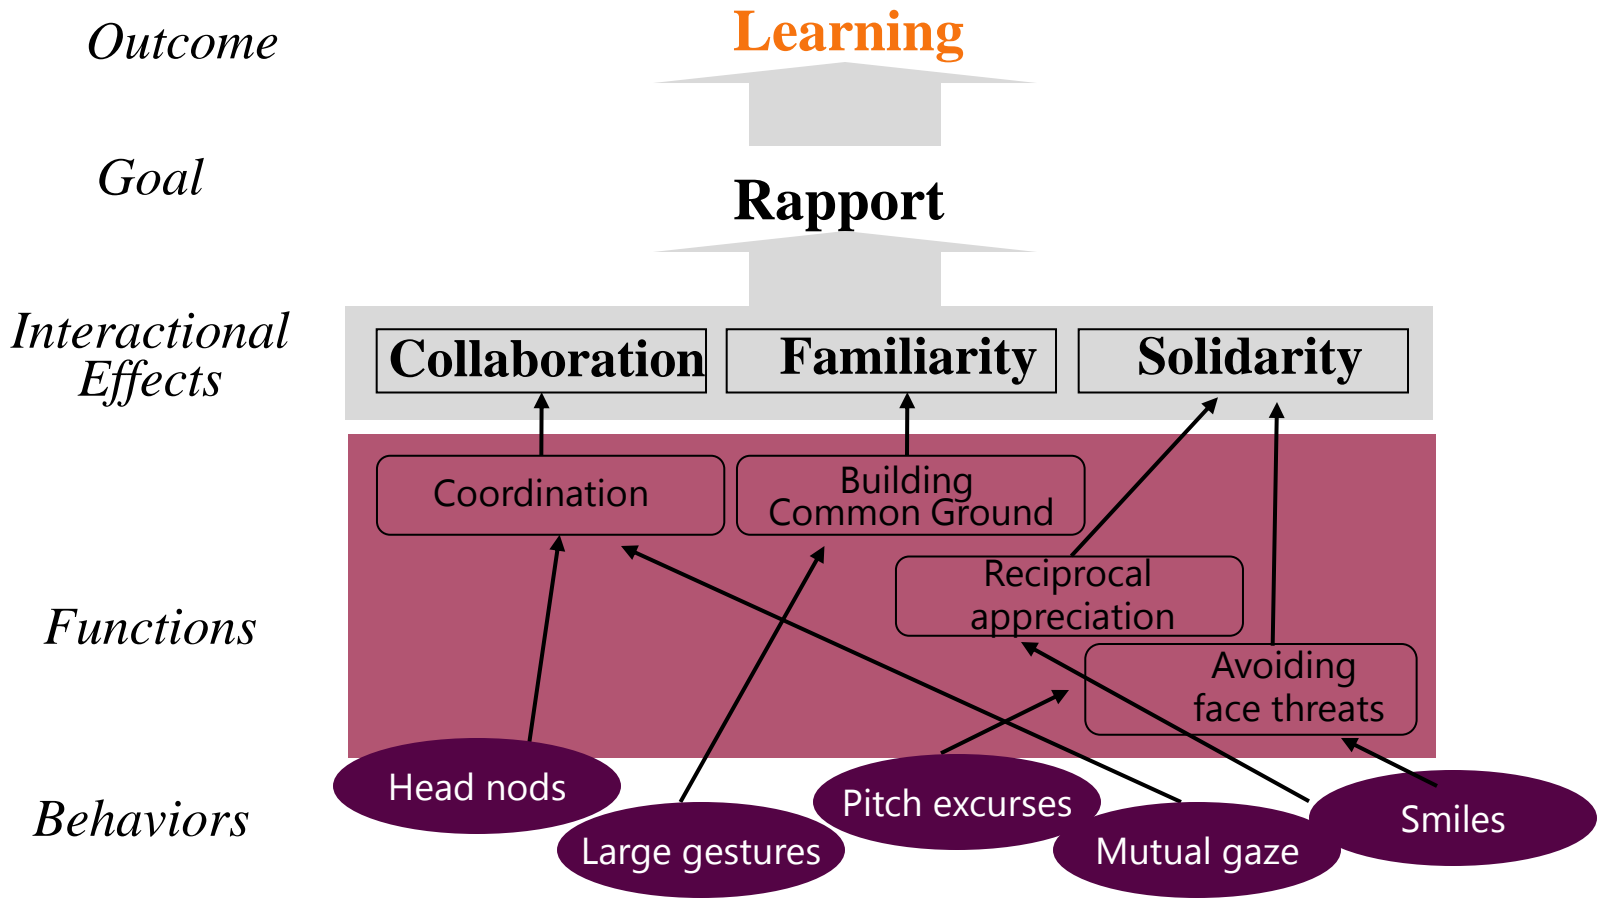 Outcome
Learning
Goal
Rapport
Interactional
Effects
Collaboration
Familiarity
Solidarity
Functions
Coordination
Building
Common Ground
Reciprocal
appreciation
Avoiding
face threats
Behaviors
Head nods
Large gestures
Pitch excurses
Mutual gaze
Smiles